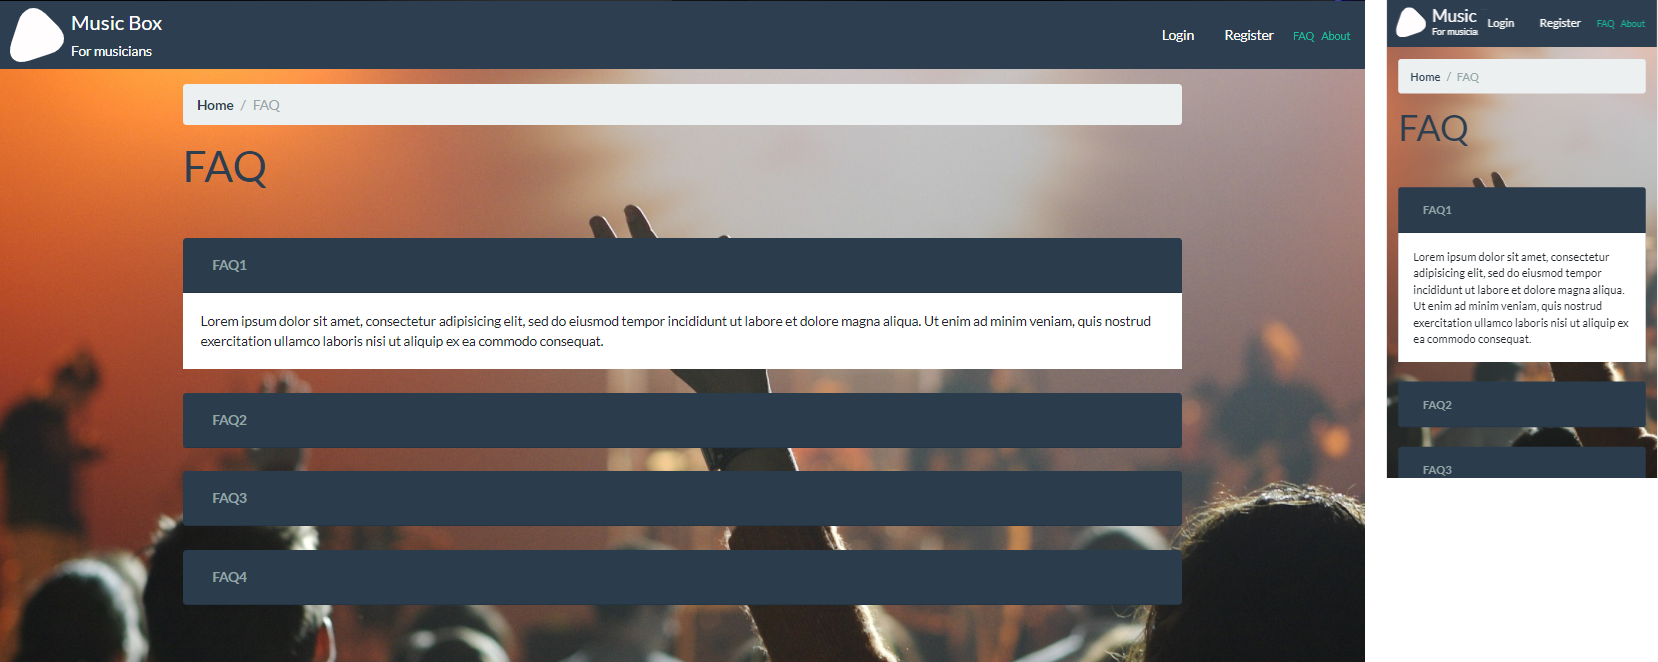 Music Box
For musicians
Login
Register
FAQ
About
Home / FAQ
FAQ
FAQ1
Lorem ipsum dolor sit amet, consectetur adipisicing elit, sed do eiusmod tempor incididunt ut labore et dolore magna aliqua. Ut enim ad minim veniam, quis nostrud
exercitation ullamco laboris nisi ut aliquip ex ea commodo consequat.
FAQ2
FAQ3
FAQ4
Music
For musicia
Login
Register
FAQ
About
Home / FAQ
FAQ
FAQ1
Lorem ipsum dolor sit amet, consectetur
adipisicing elit, sed do eiusmod tempor
incididunt ut labore et dolore magna aliqua.
Ut enim ad minim veniam, quis nostrud
exercitation ullamco laboris nisi ut aliquip ex
ea commodo consequat.
FAQ2
FAQ3